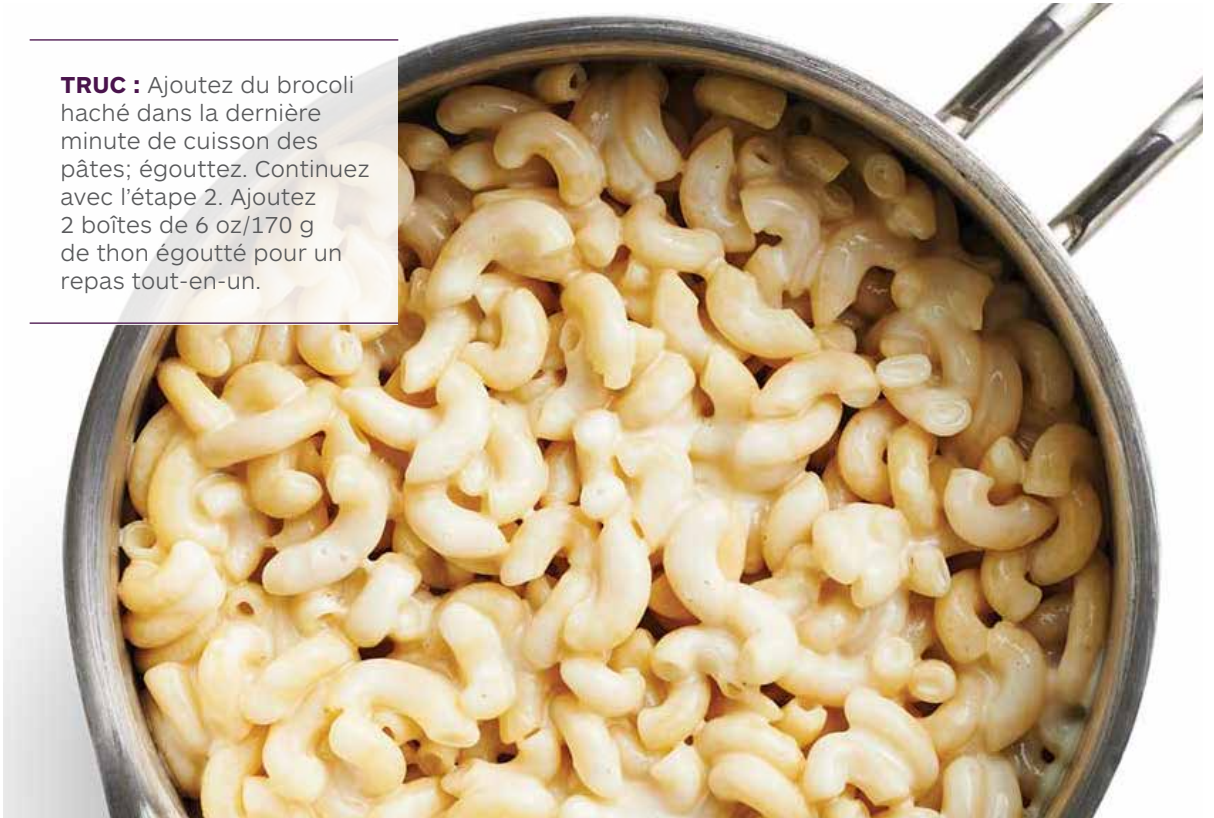 TRUC : Ajoutez du brocoli
haché dans la dernière
minute de cuisson des
pâtes; égouttez. Continuez
avec l’étape 2. Ajoutez
2 boîtes de 6 oz/170 g
de thon égoutté pour un
repas tout-en-un.